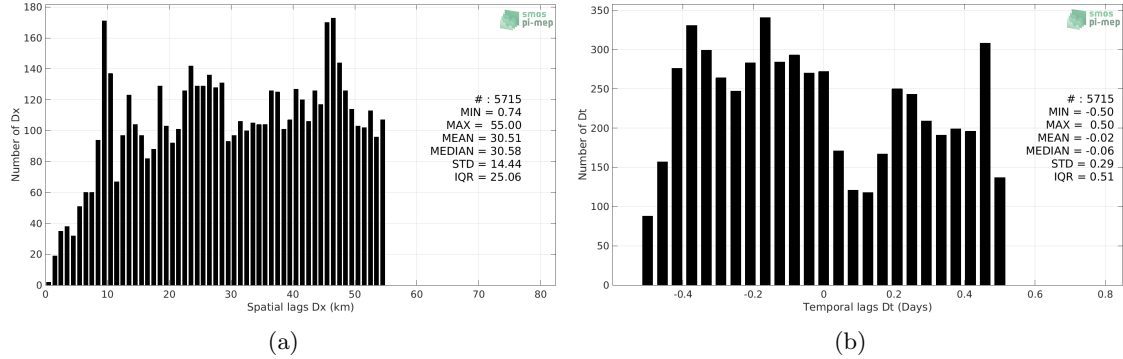 180
160
140
120
100
80
60
40
20
0
Number of Dx
0 10 20 30 40 50 60 70 80
Spatial lags Dx (km)
smos
pi-mep
# : 5715
MIN = 0.74
MAX = 55.00
MEAN = 30.51
MEDIAN = 30.58
STD = 14.44
IQR = 25.06
(a)
350
300
250
200
150
100
50
0
Number of Dt
-0.4 -0.2 0 0.2 0.4 0.6 0.8
Temporal lags Dt (Days)
smos
pi-mep
# : 5715
MIN = -0.50
MAX = 0.50
MEAN = -0.02
MEDIAN = -0.06
STD = 0.29
IQR = 0.51
(b)